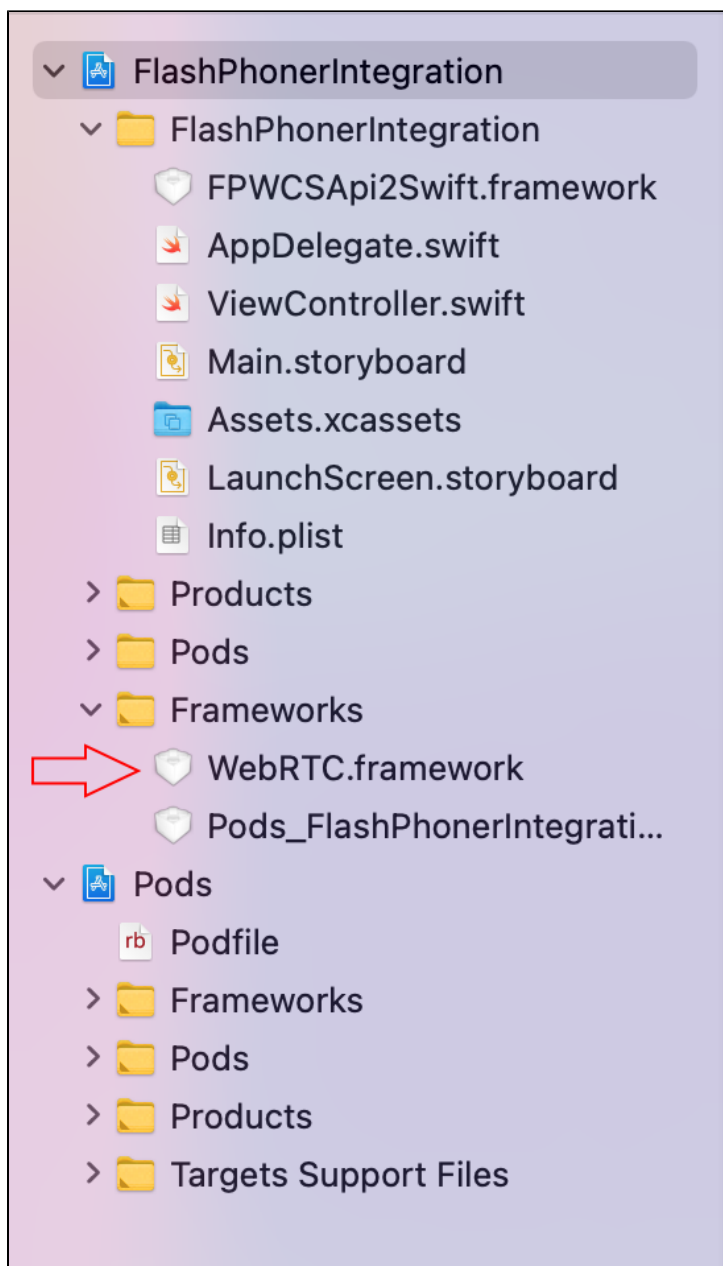 FlashPhonerIntegration
FlashPhonerIntegration
FPWCSApi2Swift.framework
AppDelegate.swift
ViewController.swift
Main.storyboard
Assets.xcassets
LaunchScreen.storyboard
Info.plist
Products
Pods
Frameworks
WebRTC.framework
Pods_FlashPhonerIntegrati...
Pods
rb Podfile
Frameworks
Pods
Products
Targets Support Files